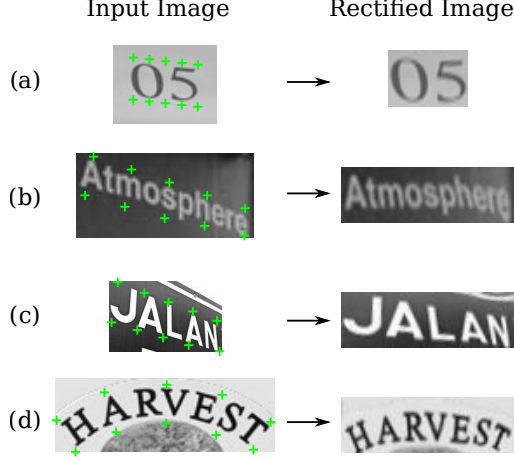 Input Image Rectified Image
(a) 05 05
(b) Atmosphere Atmosphere
(c) JALAN JALAN
(d) HARVEST HARVEST